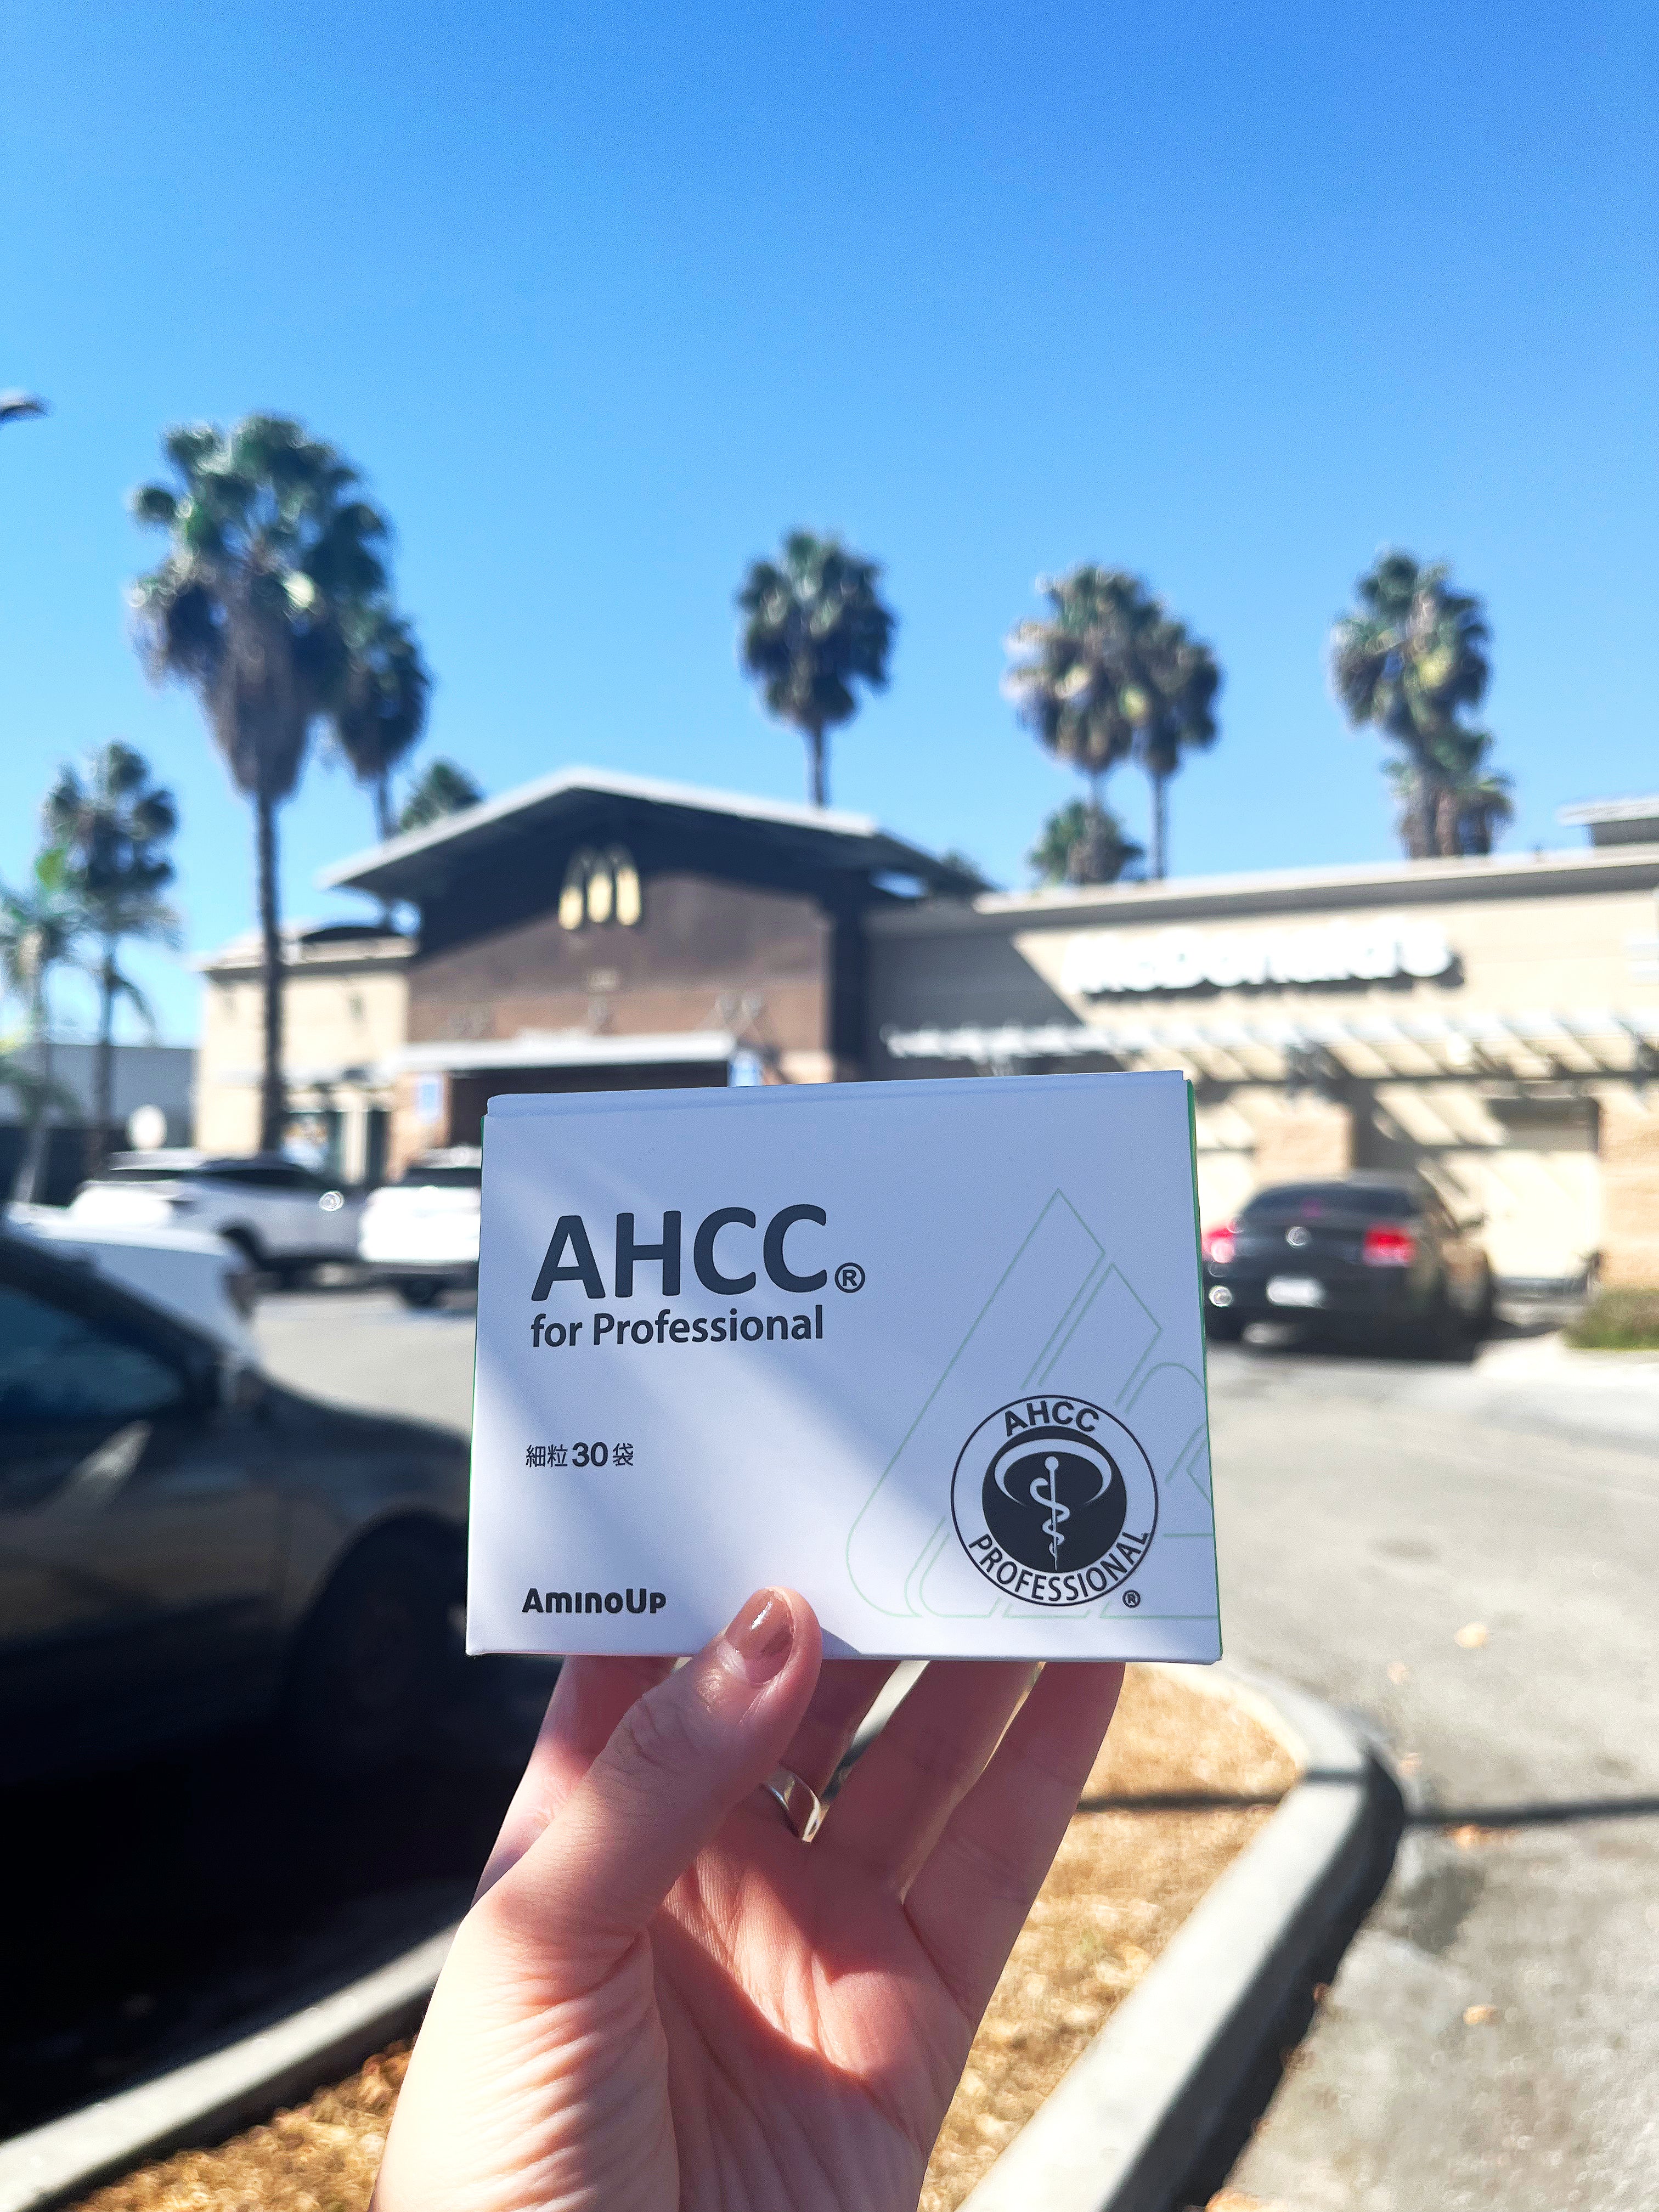 McDonald's
AHCC®
for Professional
細粒30袋
AHCC
PROFESSIONAL
®
AminoUp